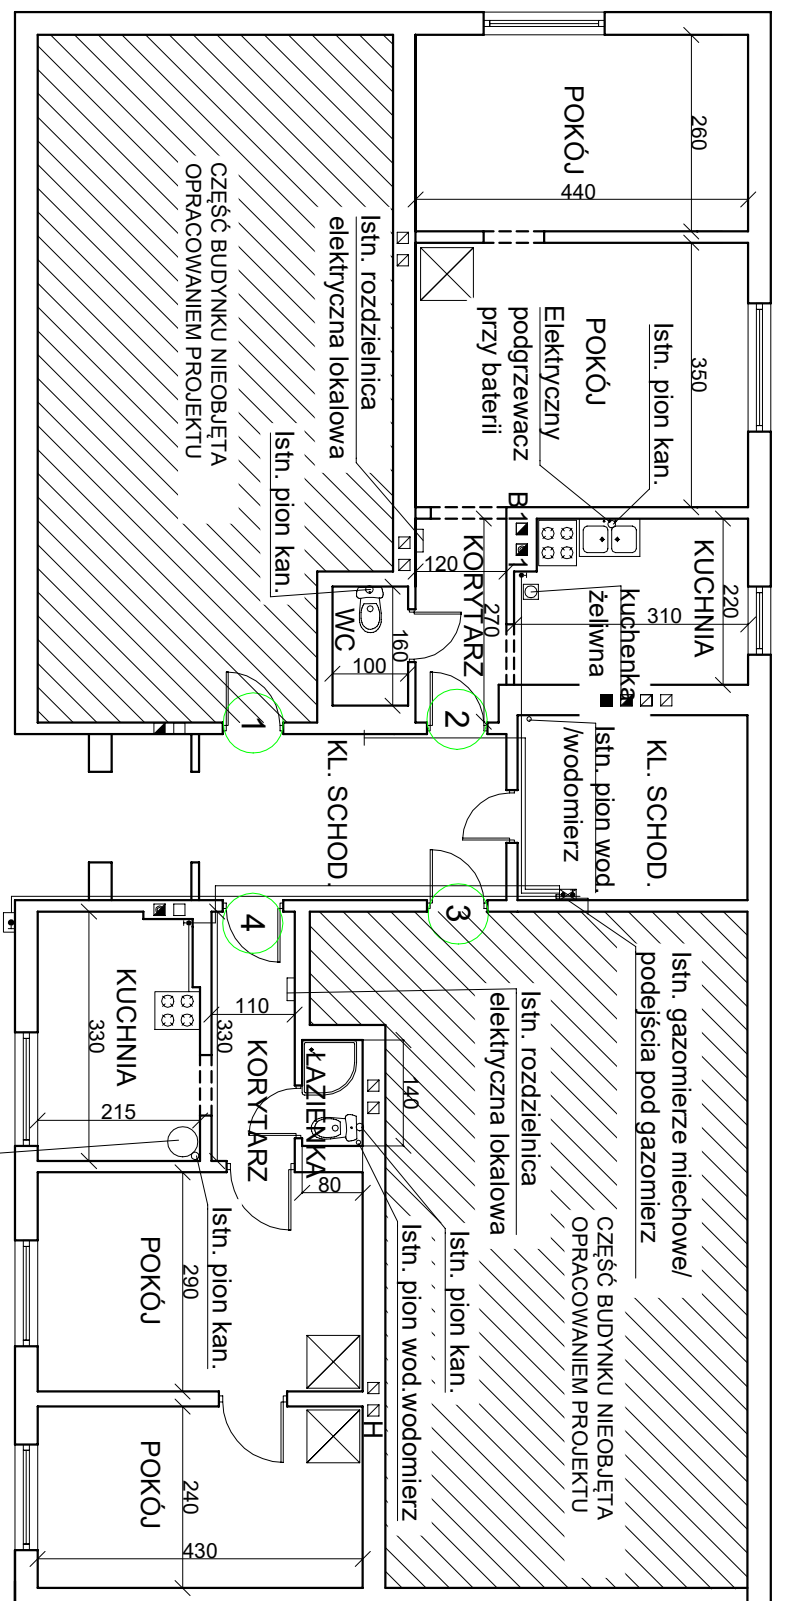 POKÓJ
260
440
CZĘŚĆ BUDYNKU NIEOBJĘTA
OPRACOWANIEM PROJEKTU
Istn. rozdzielnica
elektryczna lokalowa
Istn. pion kan.
POKÓJ
350
Elektryczny
podgrzewacz
przy baterii
Istn. pion kan.
B1
1
KORYTARZ
120
270
KUCHNIA
220
310
kuchenka
żeliwna
WC
160
100
1
2
KL. SCHOD.
KL. SCHOD.
Istn. pion wod.
/wodomierz
3
4
Istn. gazomierze miechowe/
podejścia pod gazomierz
Istn. rozdzielnica
elektryczna lokalowa
KUCHNIA
330
215
110
330
KORYTARZ
ŁAZIENKA
140
80
CZĘŚĆ BUDYNKU NIEOBJĘTA
OPRACOWANIEM PROJEKTU
Istn. pion kan.
Istn. pion wod.wodomierz
Istn. pion kan.
POKÓJ
290
H
POKÓJ
240
430